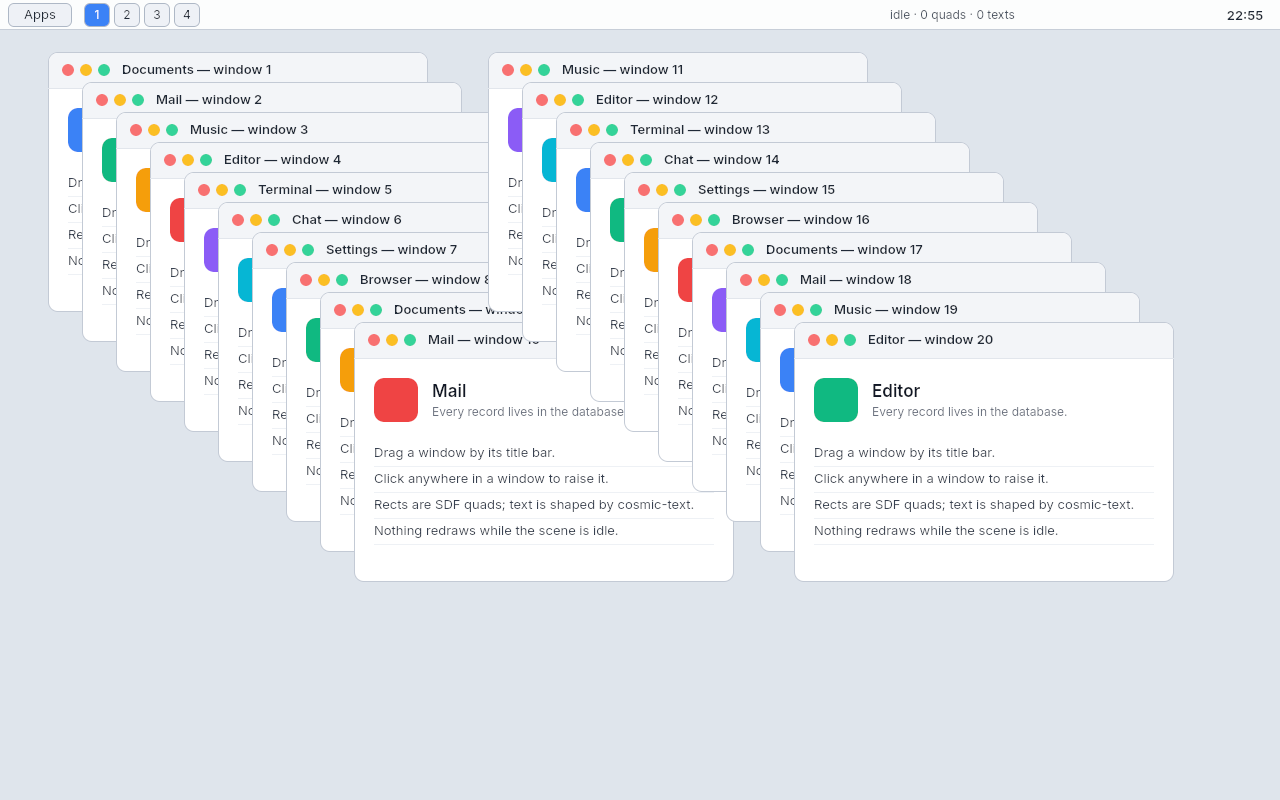 Apps 1 2 3 4 idle · 0 quads · 0 texts 22:55
Documents — window 1
Mail — window 2
Music — window 3
Editor — window 4
Terminal — window 5
Chat — window 6
Settings — window 7
Browser — window 8
Documents —
Mail — window
Mail
Every record lives in the database
Drag a window by its title bar.
Click anywhere in a window to raise it.
Rects are SDF quads; text is shaped by cosmic-text.
Nothing redraws while the scene is idle.
Music — window 11
Editor — window 12
Terminal — window 13
Chat — window 14
Settings — window 15
Browser — window 16
Documents — window 17
Mail — window 18
Music — window 19
Editor — window 20
Editor
Every record lives in the database.
Drag a window by its title bar.
Click anywhere in a window to raise it.
Rects are SDF quads; text is shaped by cosmic-text.
Nothing redraws while the scene is idle.